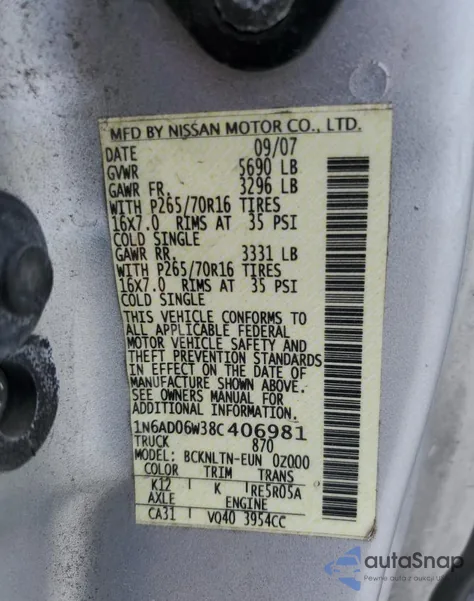 MFD BY NISSAN MOTOR CO., LTD.
DATE 09/07
GVWR 5690 LB
GAWR FR. 3296 LB
WITH P265/70R16 TIRES
16X7.0 RIMS AT 35 PSI
COLD SINGLE
GAWR RR. 3331 LB
WITH P265/70R16 TIRES
16X7.0 RIMS AT 35 PSI
COLD SINGLE
THIS VEHICLE CONFORMS TO
ALL APPLICABLE FEDERAL
MOTOR VEHICLE SAFETY AND
THEFT PREVENTION STANDARDS
IN EFFECT ON THE DATE OF
MANUFACTURE SHOWN ABOVE.
SEE OWNERS MANUAL FOR
ADDITIONAL INFORMATION.
1N6AD06W38C406981
TRUCK 870
MODEL: BCKNLTN-EUN 0Z000
COLOR TRIM TRANS
K12 K RE5R05A
AXLE ENGINE
CA31 VQ40 3954CC
autaSnap
Pewne auto z USA